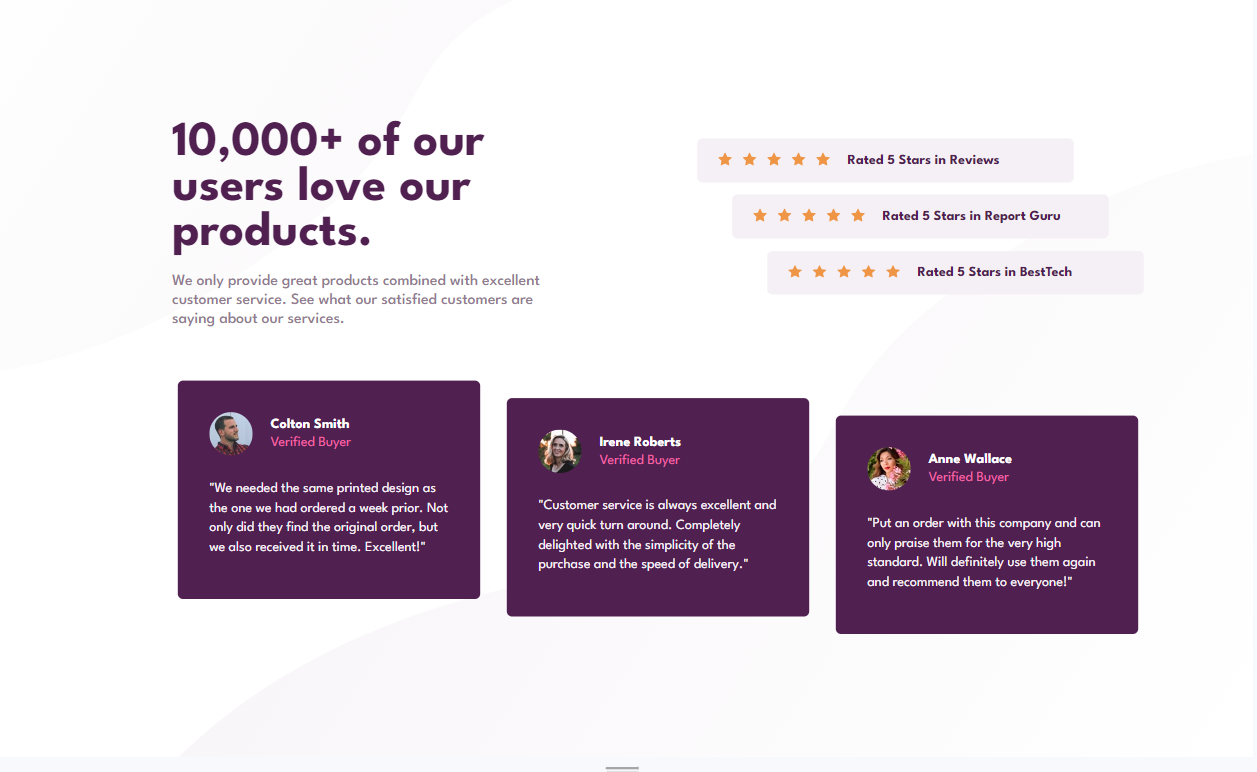 10,000+ of our
users love our
products.
We only provide great products combined with excellent
customer service. See what our satisfied customers are
saying about our services.
Rated 5 Stars in Reviews
Rated 5 Stars in Report Guru
Rated 5 Stars in BestTech
Colton Smith
Verified Buyer
"We needed the same printed design as
the one we had ordered a week prior. Not
only did they find the original order, but
we also received it in time. Excellent!"
Irene Roberts
Verified Buyer
"Customer service is always excellent and
very quick turn around. Completely
delighted with the simplicity of the
purchase and the speed of delivery."
Anne Wallace
Verified Buyer
"Put an order with this company and can
only praise them for the very high
standard. Will definitely use them again
and recommend them to everyone!"